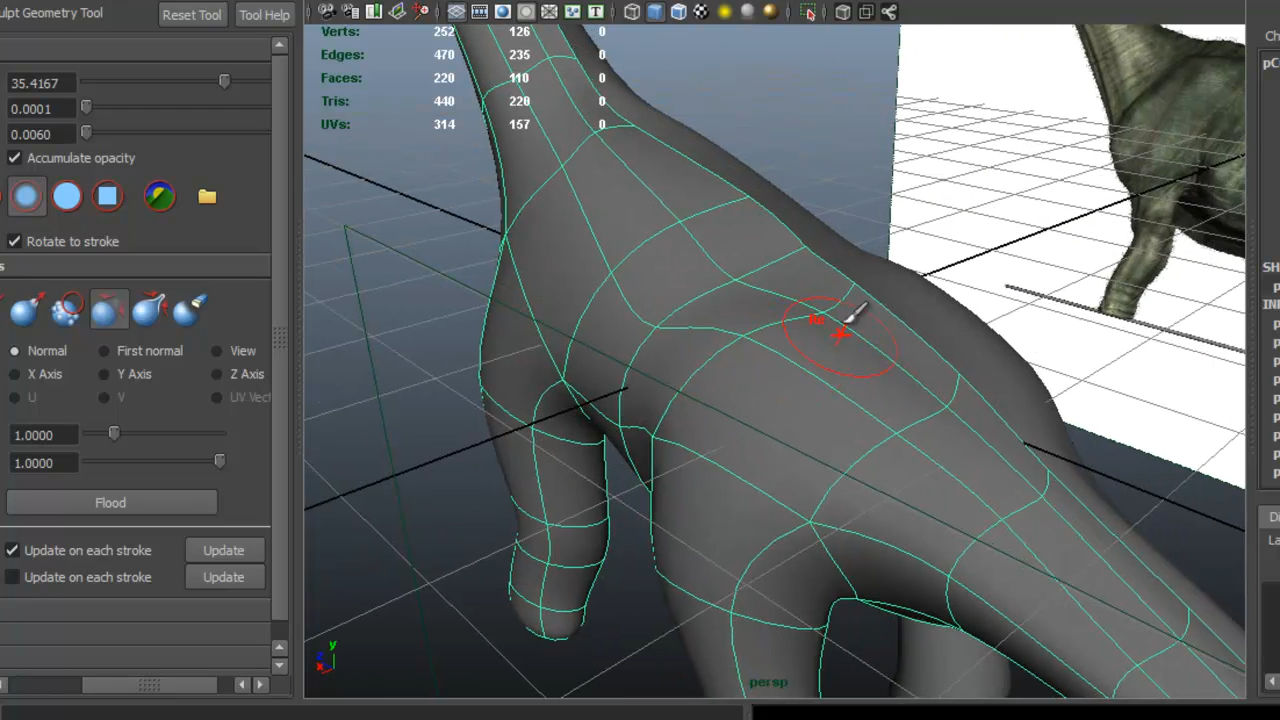 sculpt Geometry Tool
Reset Tool
Tool Help
Ch
35.4167
0.0001
0.0060
Accumulate opacity
Rotate to stroke
s
Normal
First normal
View
X Axis
Y Axis
Z Axis
U
V
UV Vect
1.0000
1.0000
Flood
Update on each stroke
Update
Update on each stroke
Update
Verts: 252 126 0
Edges: 470 235 0
Faces: 220 110 0
Tris: 440 220 0
UVs: 314 157 0
T
y
z
x
persp
pC
SH
p
IN
p
p
p
p
p
p
p
Di
La